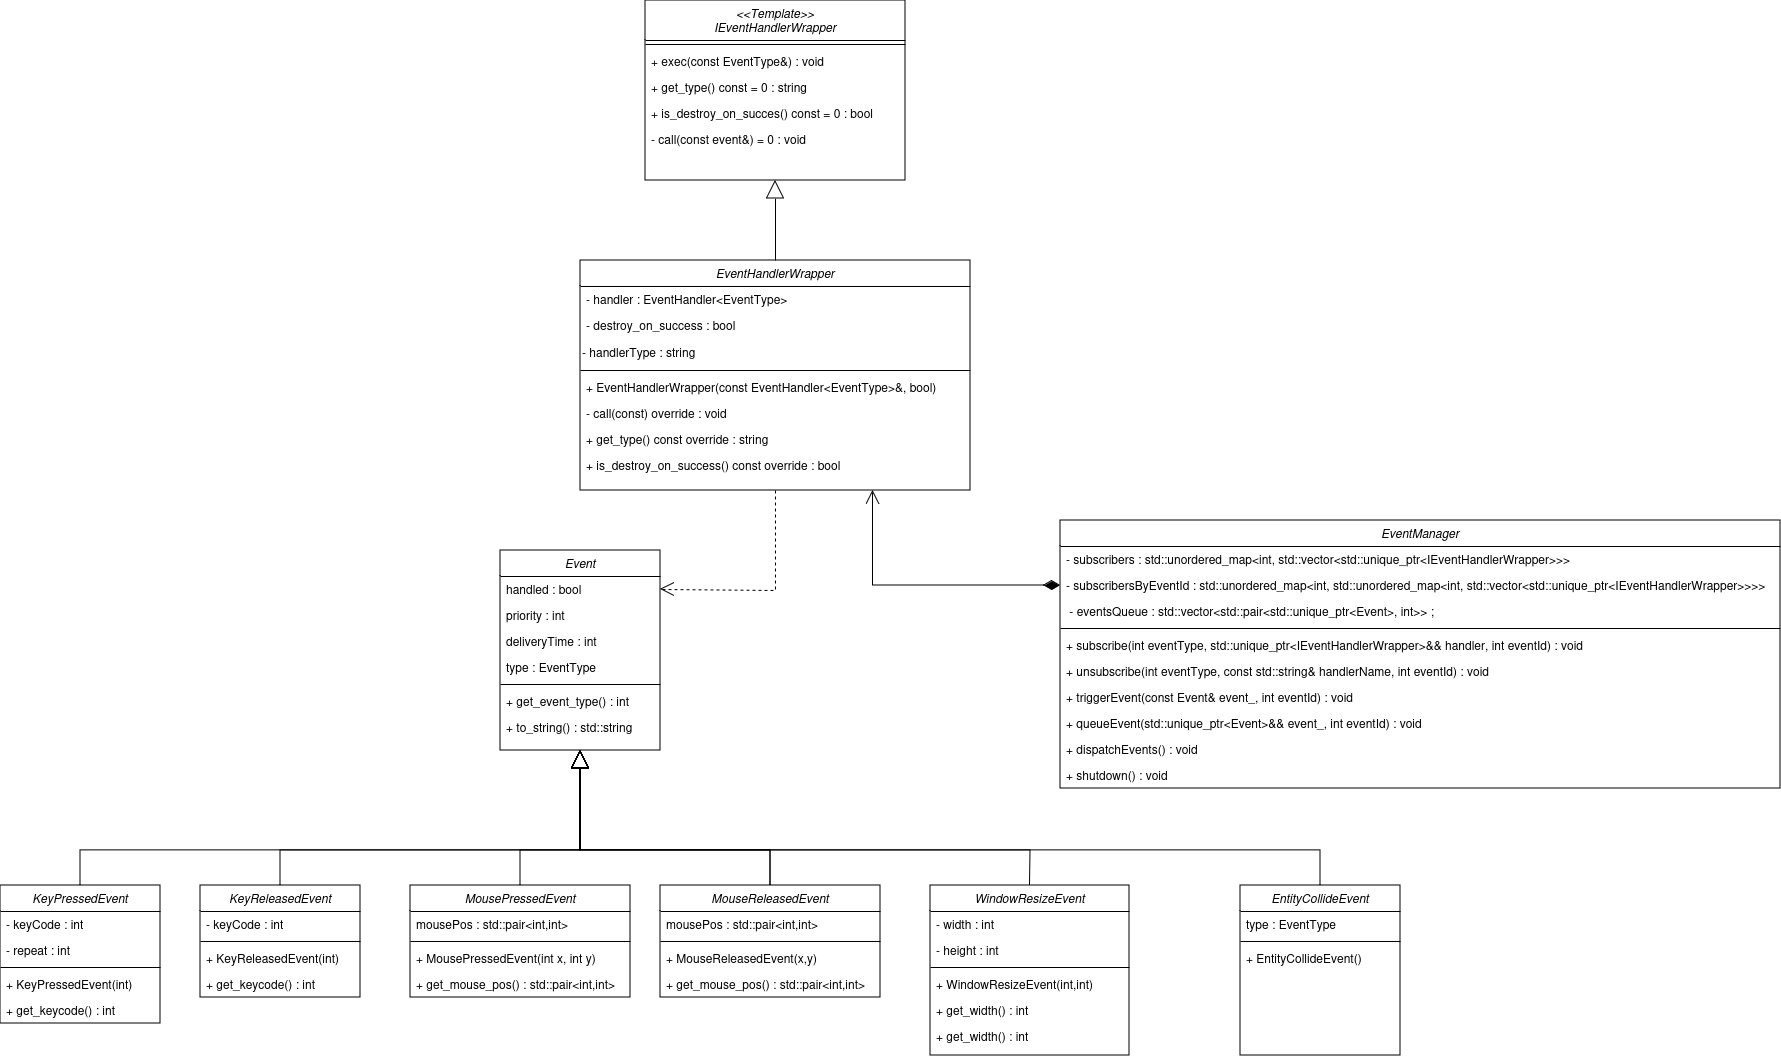 <<Template>>
IEventHandlerWrapper
+ exec(const EventType&) : void
+ get_type() const = 0 : string
+ is_destroy_on_succes() const = 0 : bool
- call(const event&) = 0 : void
EventHandlerWrapper
- handler : EventHandler<EventType>
- destroy_on_success : bool
- handlerType : string
+ EventHandlerWrapper(const EventHandler<EventType>&, bool)
- call(const) override : void
+ get_type() const override : string
+ is_destroy_on_success() const override : bool
EventManager
- subscribers : std::unordered_map<int, std::vector<std::unique_ptr<IEventHandlerWrapper>>>
- subscribersByEventId : std::unordered_map<int, std::unordered_map<int, std::vector<std::unique_ptr<IEventHandlerWrapper>>>>
- eventsQueue : std::vector<std::pair<std::unique_ptr<Event>, int>> ;
+ subscribe(int eventType, std::unique_ptr<IEventHandlerWrapper>&& handler, int eventId) : void
+ unsubscribe(int eventType, const std::string& handlerName, int eventId) : void
+ triggerEvent(const Event& event_, int eventId) : void
+ queueEvent(std::unique_ptr<Event>&& event_, int eventId) : void
+ dispatchEvents() : void
+ shutdown() : void
Event
handled : bool
priority : int
deliveryTime : int
type : EventType
+ get_event_type() : int
+ to_string() : std::string
KeyPressedEvent
- keyCode : int
- repeat : int
+ KeyPressedEvent(int)
+ get_keycode() : int
KeyReleasedEvent
- keyCode : int
+ KeyReleasedEvent(int)
+ get_keycode() : int
MousePressedEvent
mousePos : std::pair<int,int>
+ MousePressedEvent(int x, int y)
+ get_mouse_pos() : std::pair<int,int>
MouseReleasedEvent
mousePos : std::pair<int,int>
+ MouseReleasedEvent(x,y)
+ get_mouse_pos() : std::pair<int,int>
WindowResizeEvent
- width : int
- height : int
+ WindowResizeEvent(int,int)
+ get_width() : int
+ get_width() : int
EntityCollideEvent
type : EventType
+ EntityCollideEvent()